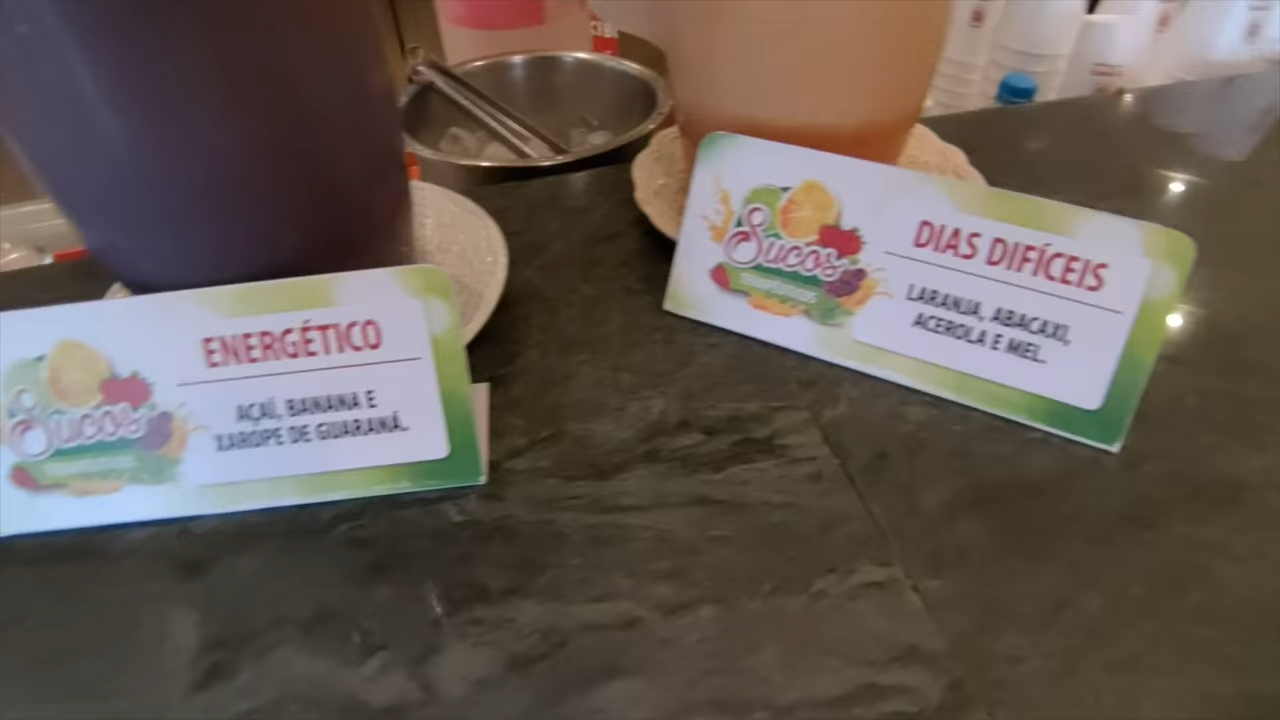 ENERGÉTICO
AÇAÍ, BANANA E
XAROPE DE GUARANÁ.
Sucos
DIAS DIFÍCEIS
LARANJA, ABACAXI,
ACEROLA E MEL.
Sucos